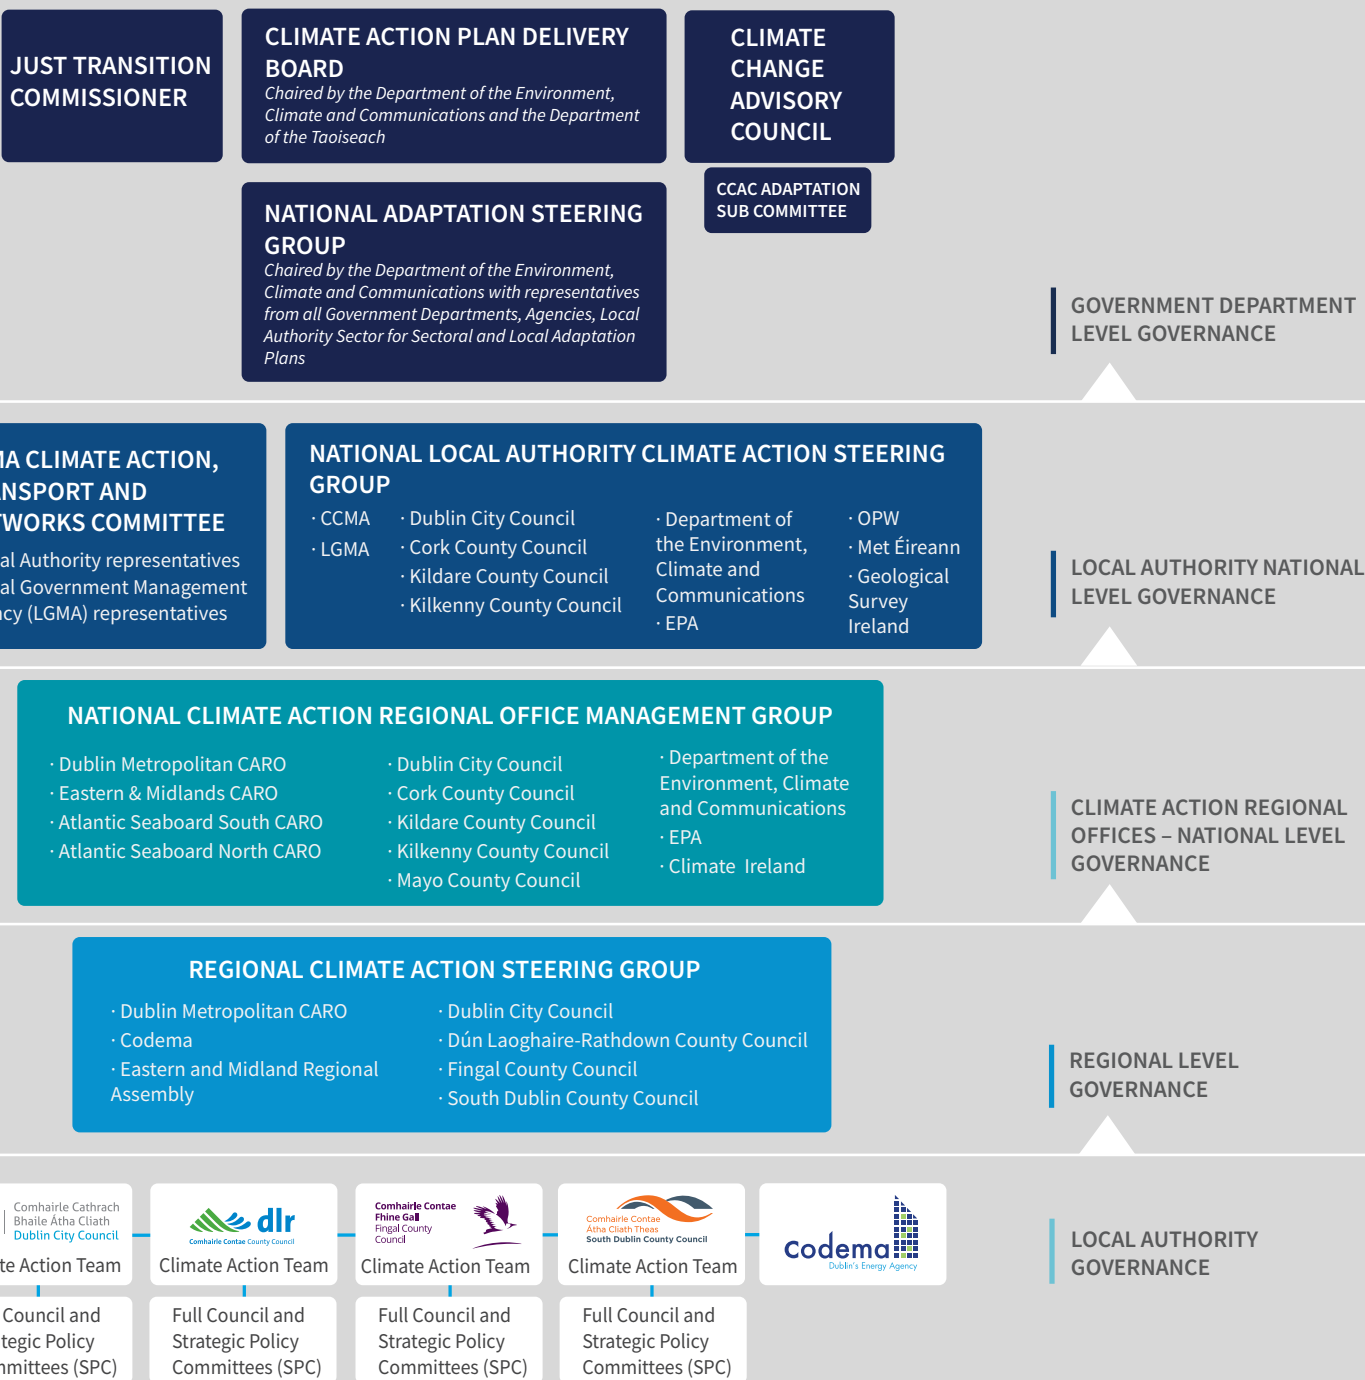 JUST TRANSITION
COMMISSIONER
CLIMATE ACTION PLAN DELIVERY
BOARD
Chaired by the Department of the Environment,
Climate and Communications and the Department
of the Taoiseach
CLIMATE
CHANGE
ADVISORY
COUNCIL
CCAC ADAPTATION
SUB COMMITTEE
NATIONAL ADAPTATION STEERING
GROUP
Chaired by the Department of the Environment,
Climate and Communications with representatives
from all Government Departments, Agencies, Local
Authority Sector for Sectoral and Local Adaptation
Plans
GOVERNMENT DEPARTMENT
LEVEL GOVERNANCE
MA CLIMATE ACTION,
ANSPORT AND
TWORKS COMMITTEE
al Authority representatives
al Government Management
ncy (LGMA) representatives
NATIONAL LOCAL AUTHORITY CLIMATE ACTION STEERING
GROUP
· CCMA
· LGMA
· Dublin City Council
· Cork County Council
· Kildare County Council
· Kilkenny County Council
· Department of
the Environment,
Climate and
Communications
· EPA
· OPW
· Met Éireann
· Geological
Survey
Ireland
LOCAL AUTHORITY NATIONAL
LEVEL GOVERNANCE
NATIONAL CLIMATE ACTION REGIONAL OFFICE MANAGEMENT GROUP
· Dublin Metropolitan CARO
· Eastern & Midlands CARO
· Atlantic Seaboard South CARO
· Atlantic Seaboard North CARO
· Dublin City Council
· Cork County Council
· Kildare County Council
· Kilkenny County Council
· Mayo County Council
· Department of the
Environment, Climate
and Communications
· EPA
· Climate Ireland
CLIMATE ACTION REGIONAL
OFFICES – NATIONAL LEVEL
GOVERNANCE
REGIONAL CLIMATE ACTION STEERING GROUP
· Dublin Metropolitan CARO
· Codema
· Eastern and Midland Regional
Assembly
· Dublin City Council
· Dún Laoghaire-Rathdown County Council
· Fingal County Council
· South Dublin County Council
REGIONAL LEVEL
GOVERNANCE
Comhairle Cathrach
Bhaile Átha Cliath
Dublin City Council
te Action Team
dlr
Comhairle Contae County Council
Climate Action Team
Comhairle Contae
Fhine Gall
Fingal County
Council
Climate Action Team
Comhairle Contae
Átha Cliath Theas
South Dublin County Council
Climate Action Team
codema
Dublin's Energy Agency
LOCAL AUTHORITY
GOVERNANCE
Council and
tegic Policy
mmittees (SPC)
Full Council and
Strategic Policy
Committees (SPC)
Full Council and
Strategic Policy
Committees (SPC)
Full Council and
Strategic Policy
Committees (SPC)